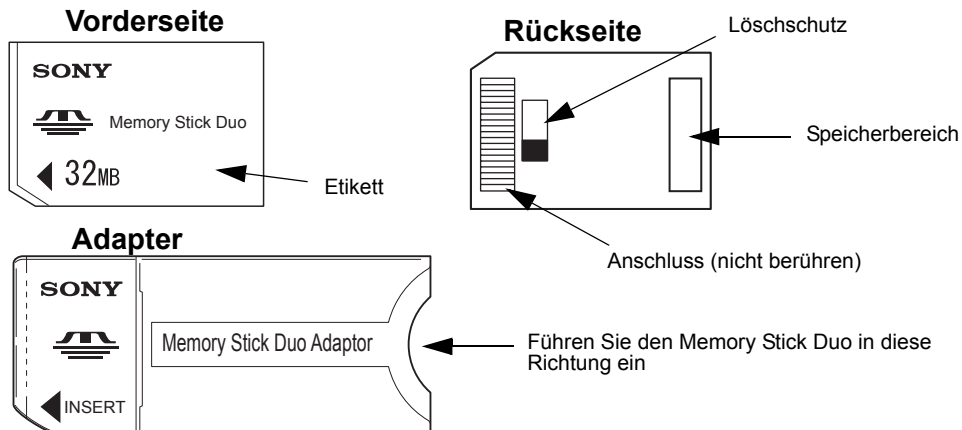 Vorderseite
SONY
Memory Stick Duo
32MB
Etikett
Rückseite
Löschschutz
Speicherbereich
Anschluss (nicht berühren)
Adapter
SONY
Memory Stick Duo Adaptor
INSERT
Führen Sie den Memory Stick Duo in diese
Richtung ein